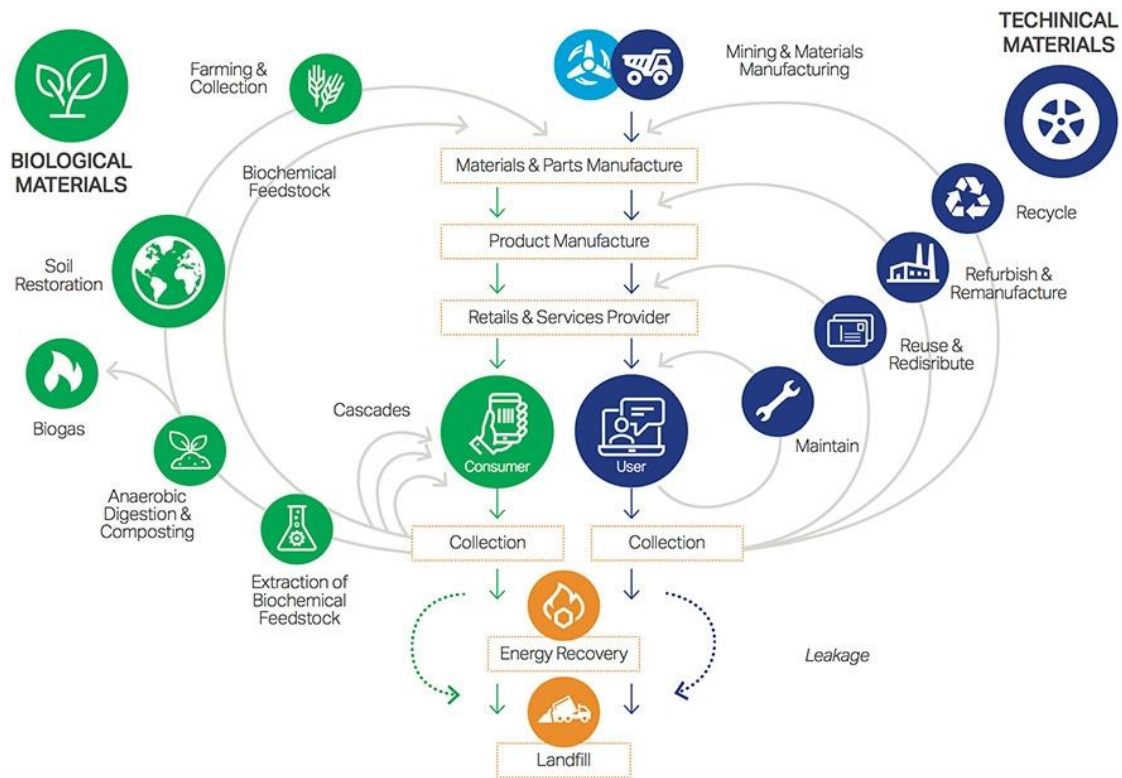 TECHINICAL
MATERIALS
Mining & Materials
Manufacturing
Farming &
Collection
BIOLOGICAL
MATERIALS
Materials & Parts Manufacture
Biochemical
Feedstock
Recycle
Product Manufacture
Soil
Restoration
Refurbish &
Remanufacture
Retails & Services Provider
Reuse &
Redisribute
Biogas
Cascades
Consumer
User
Maintain
Anaerobic
Digestion &
Composting
Collection
Collection
Extraction of
Biochemical
Feedstock
Energy Recovery
Leakage
Landfill